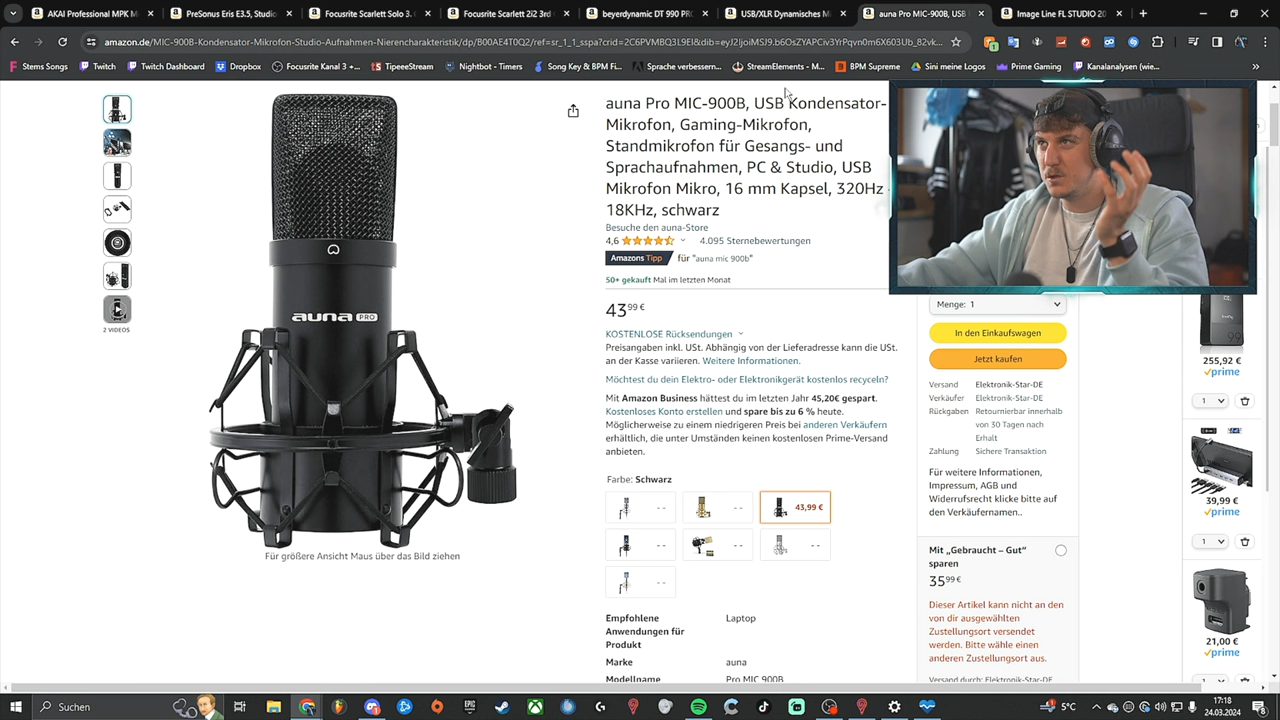 AKAI Professional MPK M
PreSonus Eris E3.5, Studio
Focusrite Scarlett Solo 3. G
Focusrite Scarlett 2i2 3rd G
beyerdynamic DT 990 PRO
USB/XLR Dynamisches M
auna Pro MIC-900B, USB
Image Line FL STUDIO 20
amazon.de/MIC-900B-Kondensator-Mikrofon-Studio-Aufnahmen-Nierencharakteristik/dp/B00AE4T0Q2/
Stems Songs
Twitch
Twitch Dashboard
Dropbox
Focusrite Kanal 3 +...
TipeeeStream
Nightbot - Timers
Song Key & BPM Fi...
Sprache verbessern...
StreamElements - M...
BPM Supreme
Sini meine Logos
Prime Gaming
Kanalanalysen (wie...
2 VIDEOS
auna PRO
Für größere Ansicht Maus über das Bild ziehen
auna Pro MIC-900B, USB Kondensator-
Mikrofon, Gaming-Mikrofon,
Standmikrofon für Gesangs- und
Sprachaufnahmen, PC & Studio, USB
Mikrofon Mikro, 16 mm Kapsel, 320Hz -
18KHz, schwarz
Besuche den auna-Store
4,6 4.095 Sternebewertungen
Amazons Tipp für "auna mic 900b"
50+ gekauft Mal im letzten Monat
43 99 €
KOSTENLOSE Rücksendungen
Preisangaben inkl. USt. Abhängig von der Lieferadresse kann die USt.
an der Kasse variieren. Weitere Informationen.
Möchtest du dein Elektro- oder Elektronikgerät kostenlos recyceln?
Mit Amazon Business hättest du im letzten Jahr 45,20€ gespart.
Kostenloses Konto erstellen und spare bis zu 6 % heute.
Möglicherweise zu einem niedrigeren Preis bei anderen Verkäufern
erhältlich, die unter Umständen keinen kostenlosen Prime-Versand
anbieten.
Farbe: Schwarz
- -
- -
43,99 €
- -
- -
- -
- -
Empfohlene Anwendungen für Produkt
Laptop
Marke
auna
Modellname
Pro MIC 900B
Menge: 1
In den Einkaufswagen
Jetzt kaufen
Versand Elektronik-Star-DE
Verkäufer Elektronik-Star-DE
Rückgaben Retournierbar innerhalb
von 30 Tagen nach
Erhalt
Zahlung Sichere Transaktion
Für weitere Informationen,
Impressum, AGB und
Widerrufsrecht klicke bitte auf
den Verkäufernamen..
Mit „Gebraucht – Gut“
sparen
35 99 €
Dieser Artikel kann nicht an den
von dir ausgewählten
Zustellungsort versendet
werden. Bitte wähle einen
anderen Zustellungsort aus.
Versand durch: Elektronik-Star-DE
255,92 €
prime
1
39,99 €
prime
1
21,00 €
prime
1
Suchen
EPIC
5°C
17:18
24.03.2024